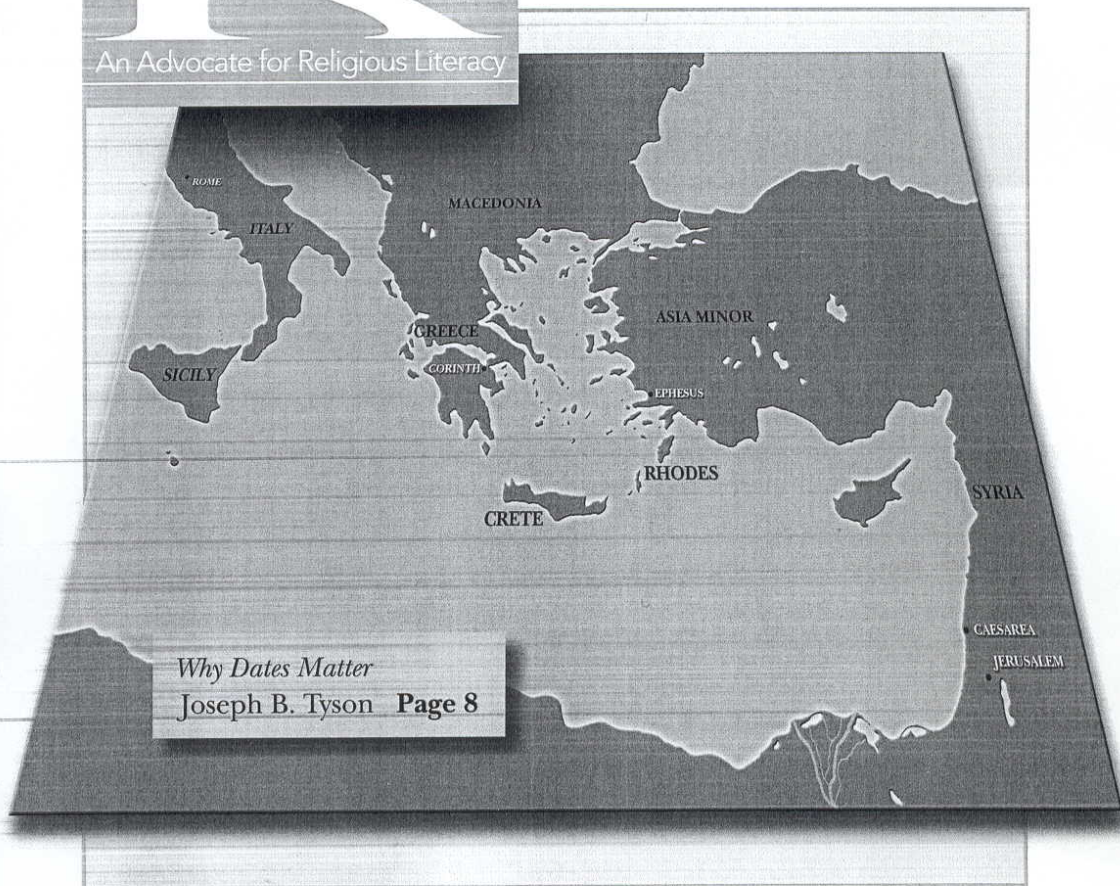 An Advocate for Religious Literacy
ROME
MACEDONIA
ITALY
ASIA MINOR
GREECE
CORINTH
SICILY
EPHESUS
RHODES
SYRIA
CRETE
CAESAREA
JERUSALEM
Why Dates Matter
Joseph B. Tyson Page 8